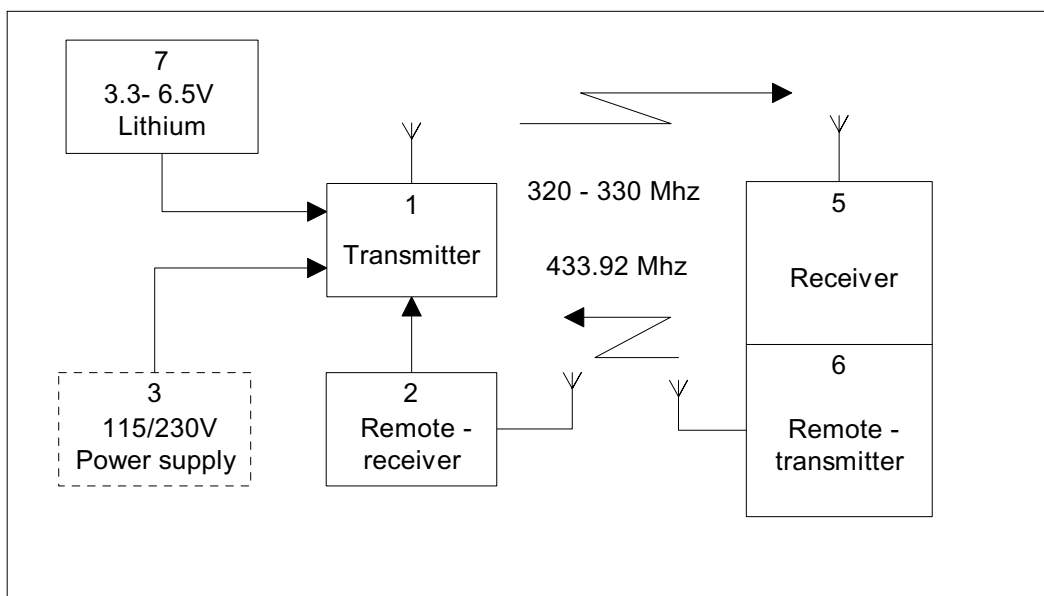 7
3.3- 6.5V
Lithium
1
Transmitter
320 - 330 Mhz
433.92 Mhz
5
Receiver
3
115/230V
Power supply
2
Remote -
receiver
6
Remote -
transmitter